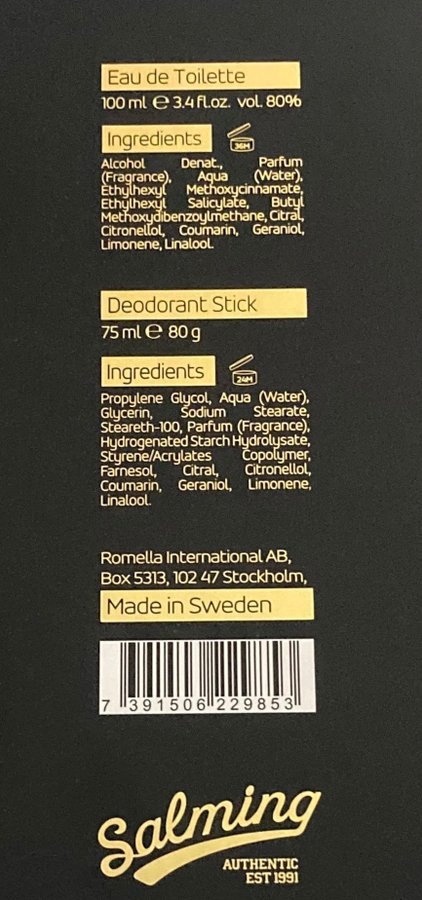 Eau de Toilette
100 ml ℮ 3.4 fl.oz. vol. 80%
Ingredients
36M
Alcohol Denat., Parfum
(Fragrance), Aqua (Water),
Ethylhexyl Methoxycinnamate,
Ethylhexyl Salicylate, Butyl
Methoxydibenzoylmethane, Citral,
Citronellol, Coumarin, Geraniol,
Limonene, Linalool.
Deodorant Stick
75 ml ℮ 80 g
Ingredients
24M
Propylene Glycol, Aqua (Water),
Glycerin, Sodium Stearate,
Steareth-100, Parfum (Fragrance),
Hydrogenated Starch Hydrolysate,
Styrene/Acrylates Copolymer,
Farnesol, Citral, Citronellol,
Coumarin, Geraniol, Limonene,
Linalool.
Romella International AB,
Box 5313, 102 47 Stockholm,
Made in Sweden
7 391506 229853
Salming
AUTHENTIC
EST 1991